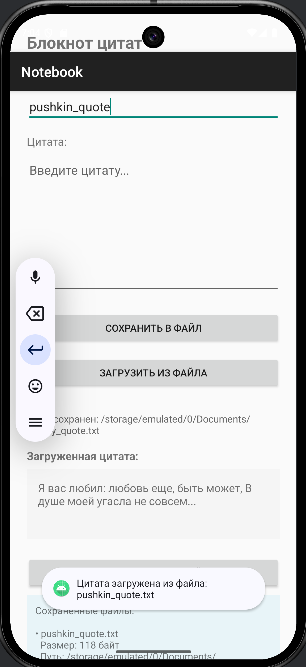 Блокнот цитат
Notebook
pushkin_quote
Цитата:
Введите цитату...
СОХРАНИТЬ В ФАЙЛ
ЗАГРУЗИТЬ ИЗ ФАЙЛА
сохранен: /storage/emulated/0/Documents/
y_quote.txt
Загруженная цитата:
Я вас любил: любовь еще, быть может, В
душе моей угасла не совсем...
Цитата загружена из файла:
pushkin_quote.txt
Сохраненные файлы:
• pushkin_quote.txt
Размер: 118 байт
Путь: /storage/emulated/0/Documents/